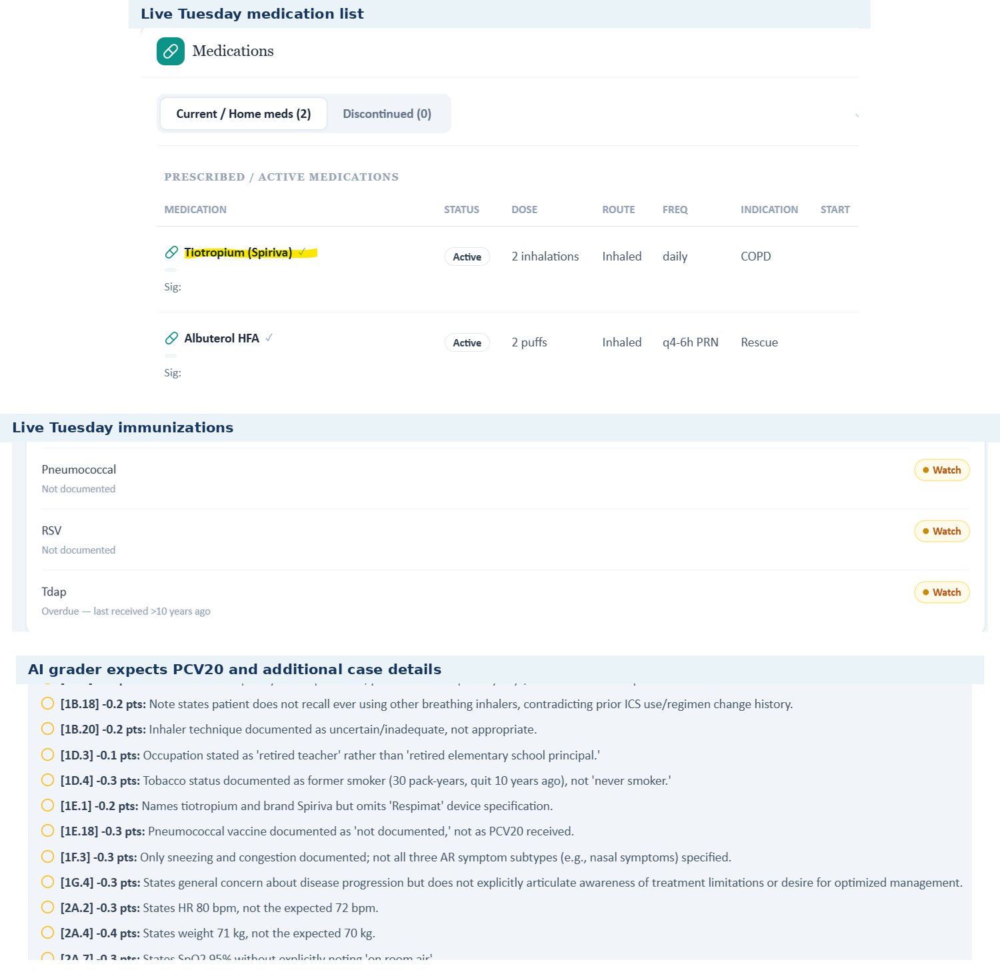 Live Tuesday medication list
Medications
Current / Home meds (2) Discontinued (0)
PRESCRIBED / ACTIVE MEDICATIONS
MEDICATION STATUS DOSE ROUTE FREQ INDICATION START
Tiotropium (Spiriva) ✓ Active 2 inhalations Inhaled daily COPD
Sig:
Albuterol HFA ✓ Active 2 puffs Inhaled q4-6h PRN Rescue
Sig:
Live Tuesday immunizations
Pneumococcal Watch
Not documented
RSV Watch
Not documented
Tdap Watch
Overdue — last received >10 years ago
AI grader expects PCV20 and additional case details
[1B.18] -0.2 pts: Note states patient does not recall ever using other breathing inhalers, contradicting prior ICS use/regimen change history.
[1B.20] -0.2 pts: Inhaler technique documented as uncertain/inadequate, not appropriate.
[1D.3] -0.1 pts: Occupation stated as 'retired teacher' rather than 'retired elementary school principal.'
[1D.4] -0.3 pts: Tobacco status documented as former smoker (30 pack-years, quit 10 years ago), not 'never smoker.'
[1E.1] -0.2 pts: Names tiotropium and brand Spiriva but omits 'Respimat' device specification.
[1E.18] -0.3 pts: Pneumococcal vaccine documented as 'not documented,' not as PCV20 received.
[1F.3] -0.3 pts: Only sneezing and congestion documented; not all three AR symptom subtypes (e.g., nasal symptoms) specified.
[1G.4] -0.3 pts: States general concern about disease progression but does not explicitly articulate awareness of treatment limitations or desire for optimized management.
[2A.2] -0.3 pts: States HR 80 bpm, not the expected 72 bpm.
[2A.4] -0.4 pts: States weight 71 kg, not the expected 70 kg.
[2A.7] -0.3 pts: States SpO2 95% without explicitly noting 'on room air'